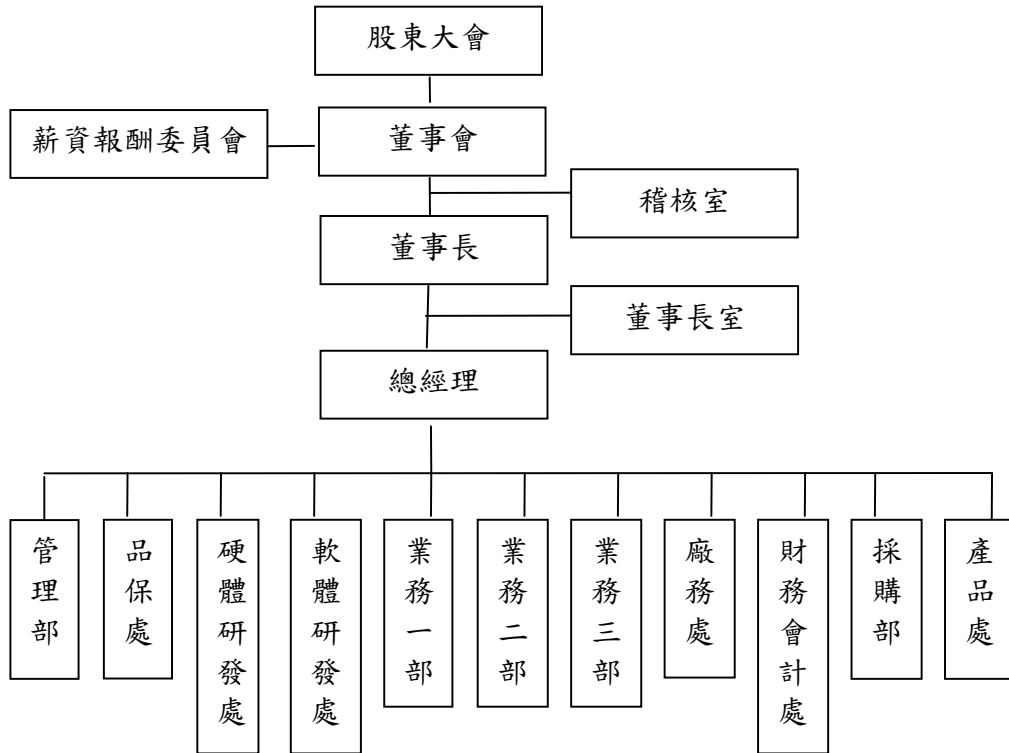 股東大會
薪資報酬委員會
董事會
稽核室
董事長
董事長室
總經理
管理部
品保處
硬體研發處
軟體研發處
業務一部
業務二部
業務三部
廠務處
財務會計處
採購部
產品處